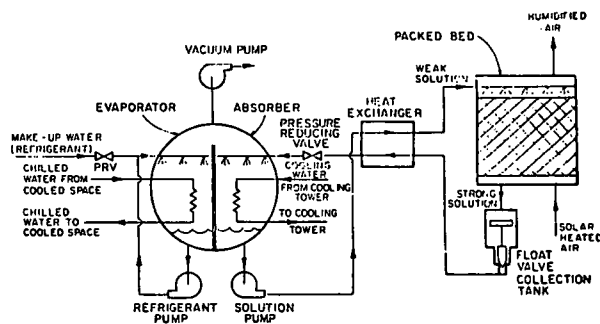 HUMIDIFIED
AIR
PACKED BED
VACUUM PUMP
WEAK
SOLUTION
HEAT
EXCHANGER
EVAPORATOR
ABSORBER
PRESSURE
REDUCING
VALVE
MAKE-UP WATER
(REFRIGERANT)
PRV
COOLING
WATER
FROM COOLING
TOWER
CHILLED
WATER FROM
COOLED SPACE
TO COOLING
TOWER
CHILLED
WATER TO
COOLED SPACE
STRONG
SOLUTION
SOLAR
HEATED
AIR
FLOAT
VALVE
COLLECTION
TANK
REFRIGERANT
PUMP
SOLUTION
PUMP